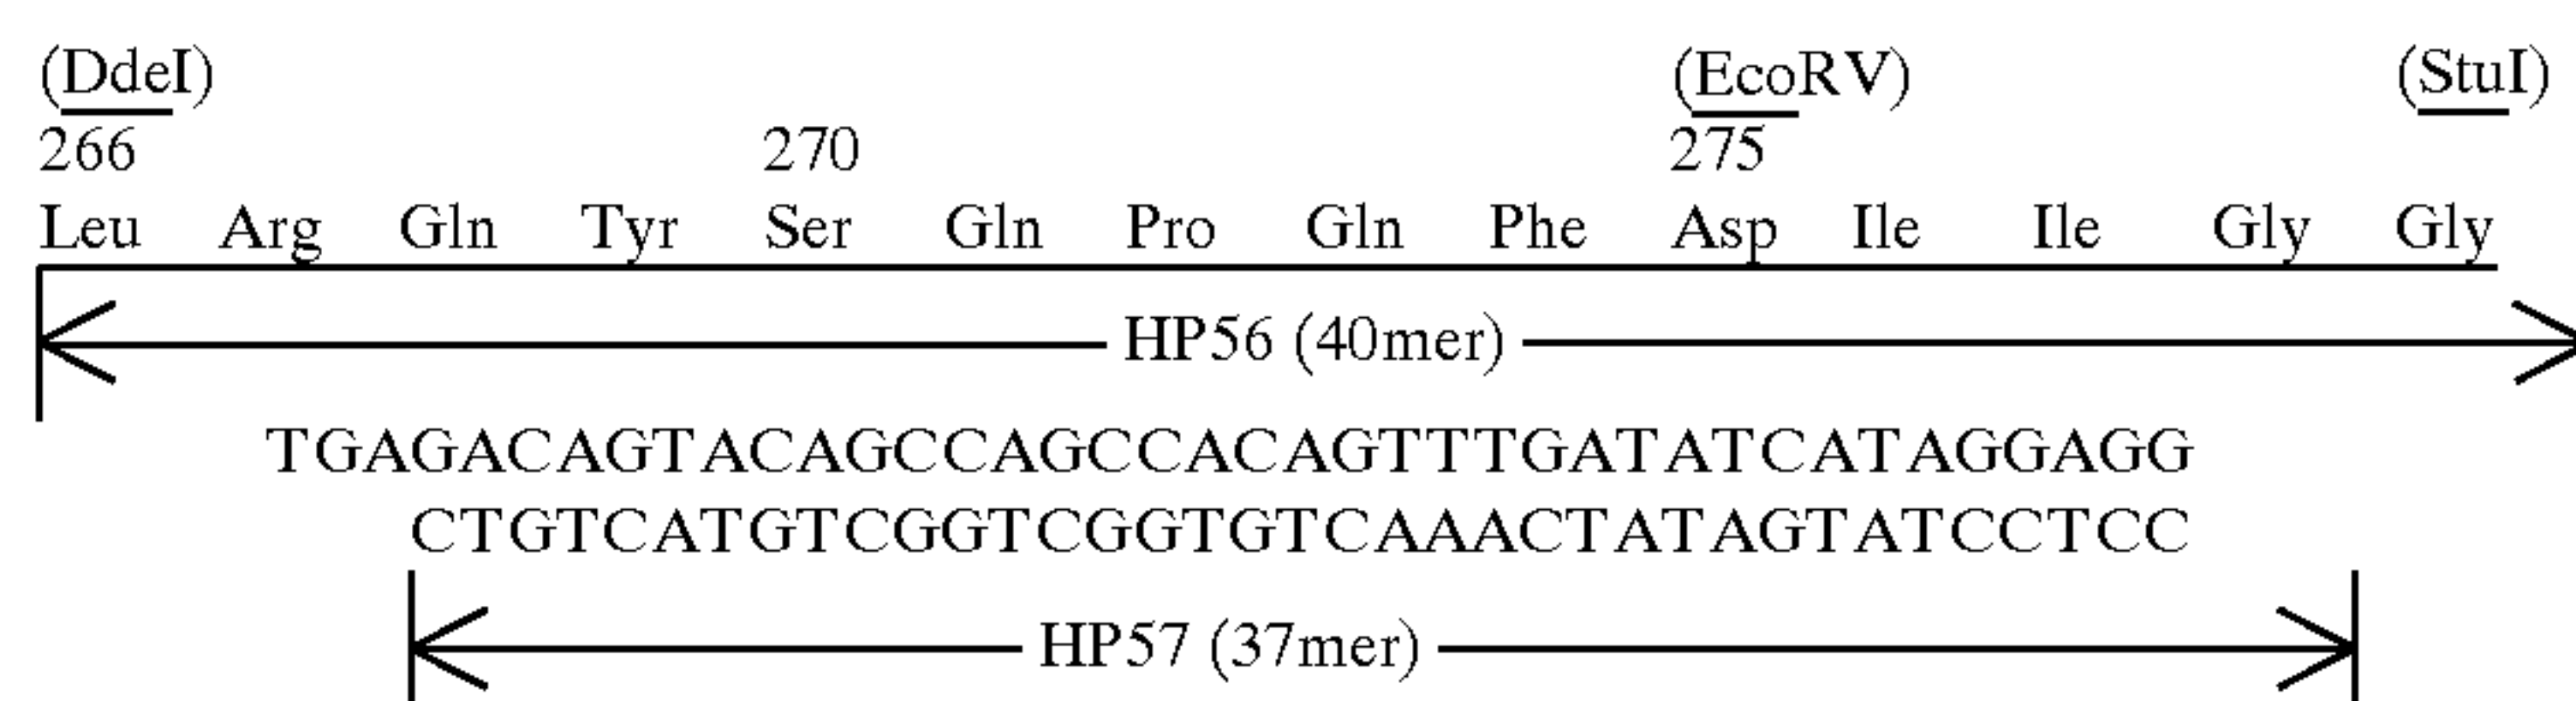 (DdeI) (EcoRV) (StuI)
266 270 275
Leu Arg Gln Tyr Ser Gln Pro Gln Phe Asp Ile Ile Gly Gly
HP56 (40mer)
TGAGACAGTACAGCCAGCCACAGTTTGATATCATAGGAGG
CTGTCATGTCGGTCGGTGTCAAACTATAGTATCCTCC
HP57 (37mer)